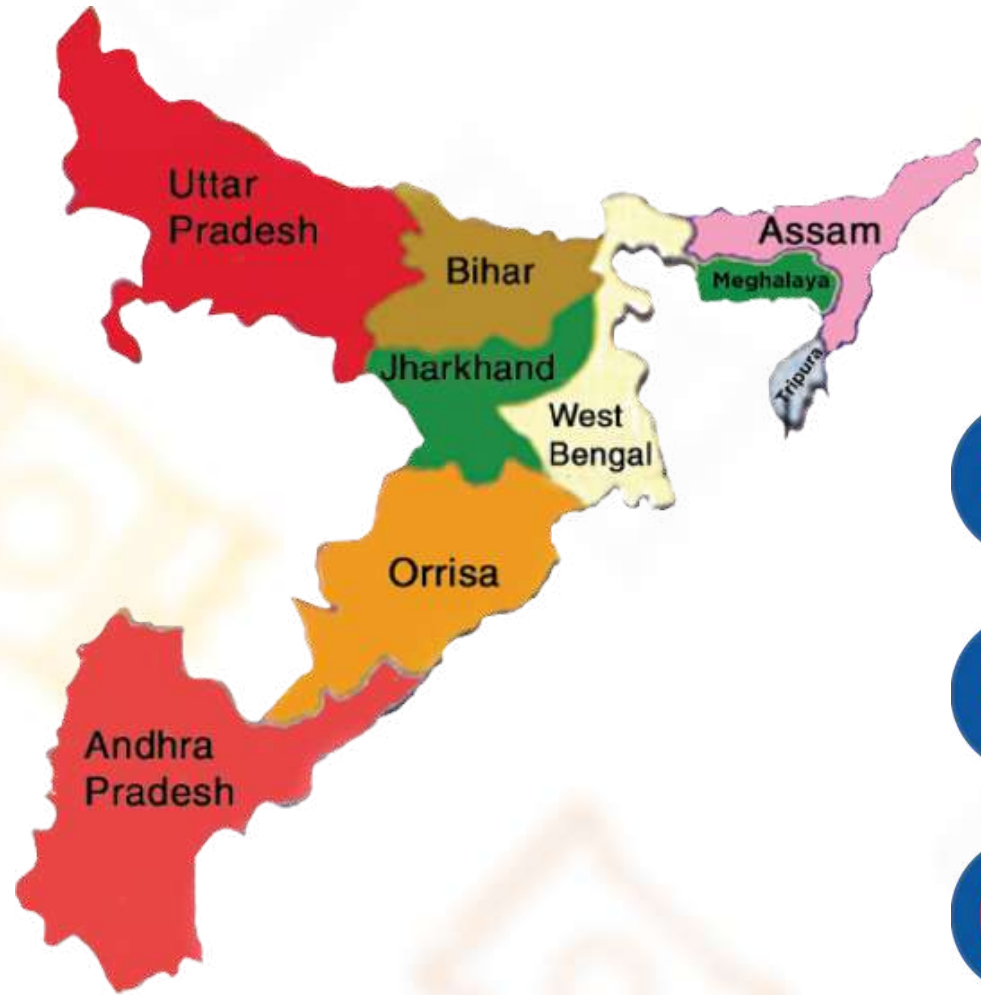 Uttar
Pradesh
Bihar
Assam
Meghalaya
Jharkhand
Tripura
West
Bengal
Orrisa
Andhra
Pradesh